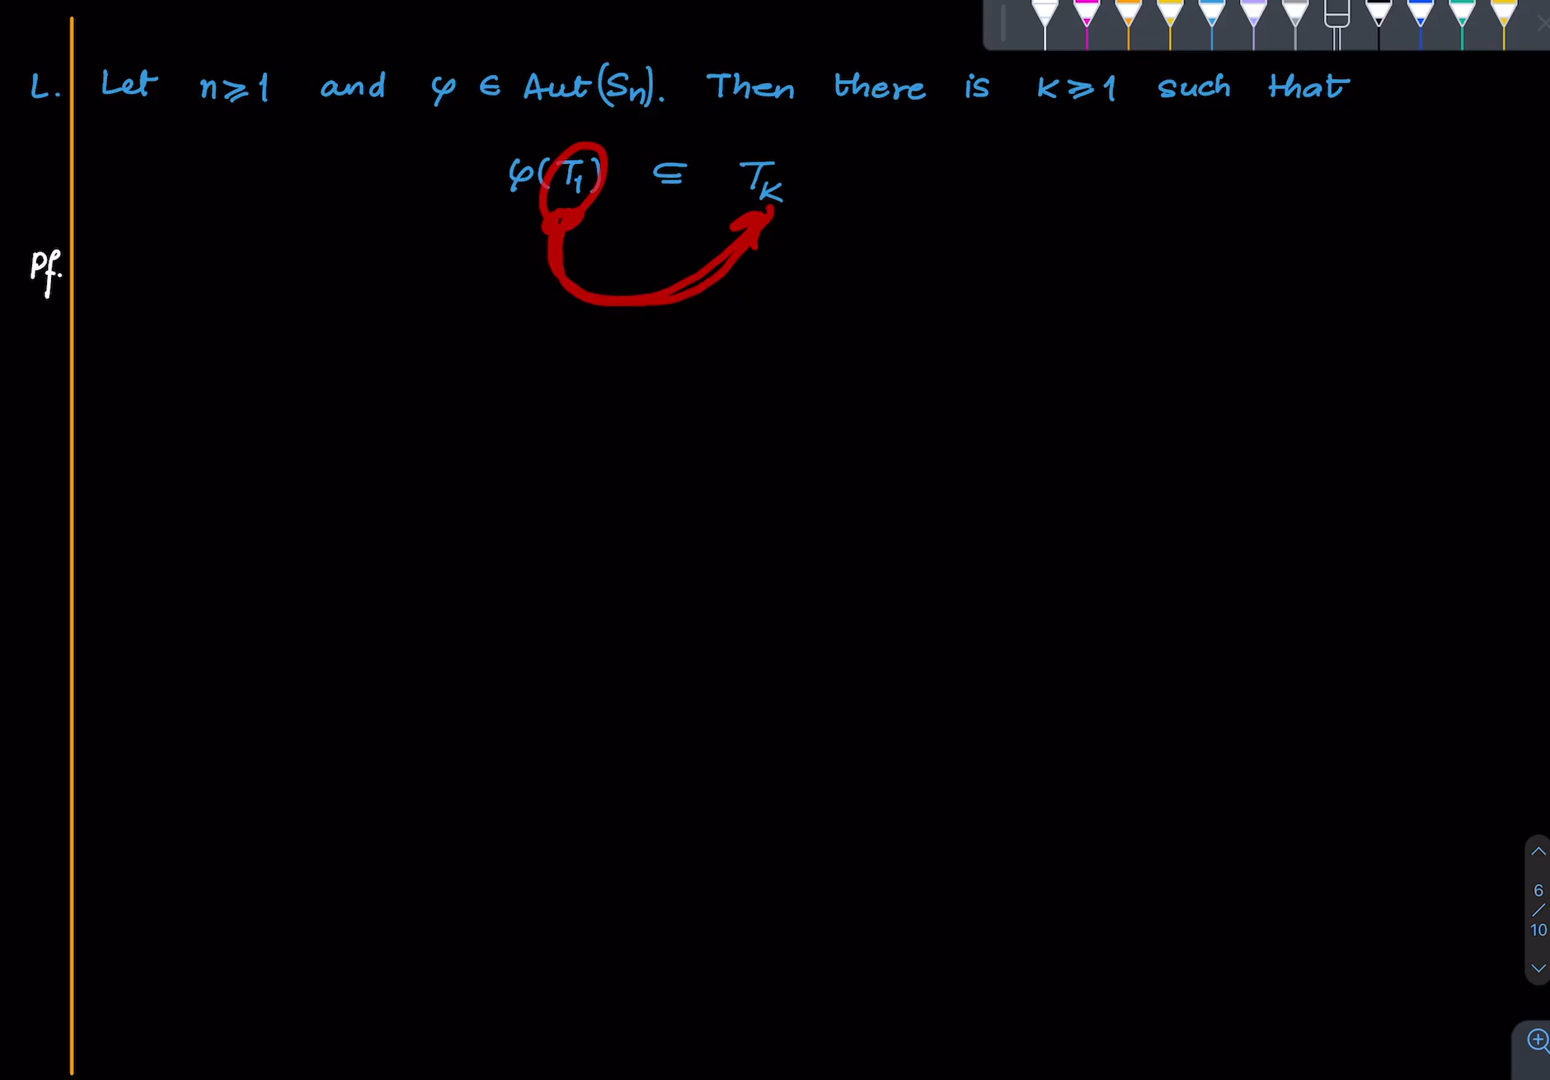 L. Let n ⩾ 1 and φ ∈ Aut(Sn). Then there is k ⩾ 1 such that
φ(T1) ⊆ Tk
Pf.
6
/
10